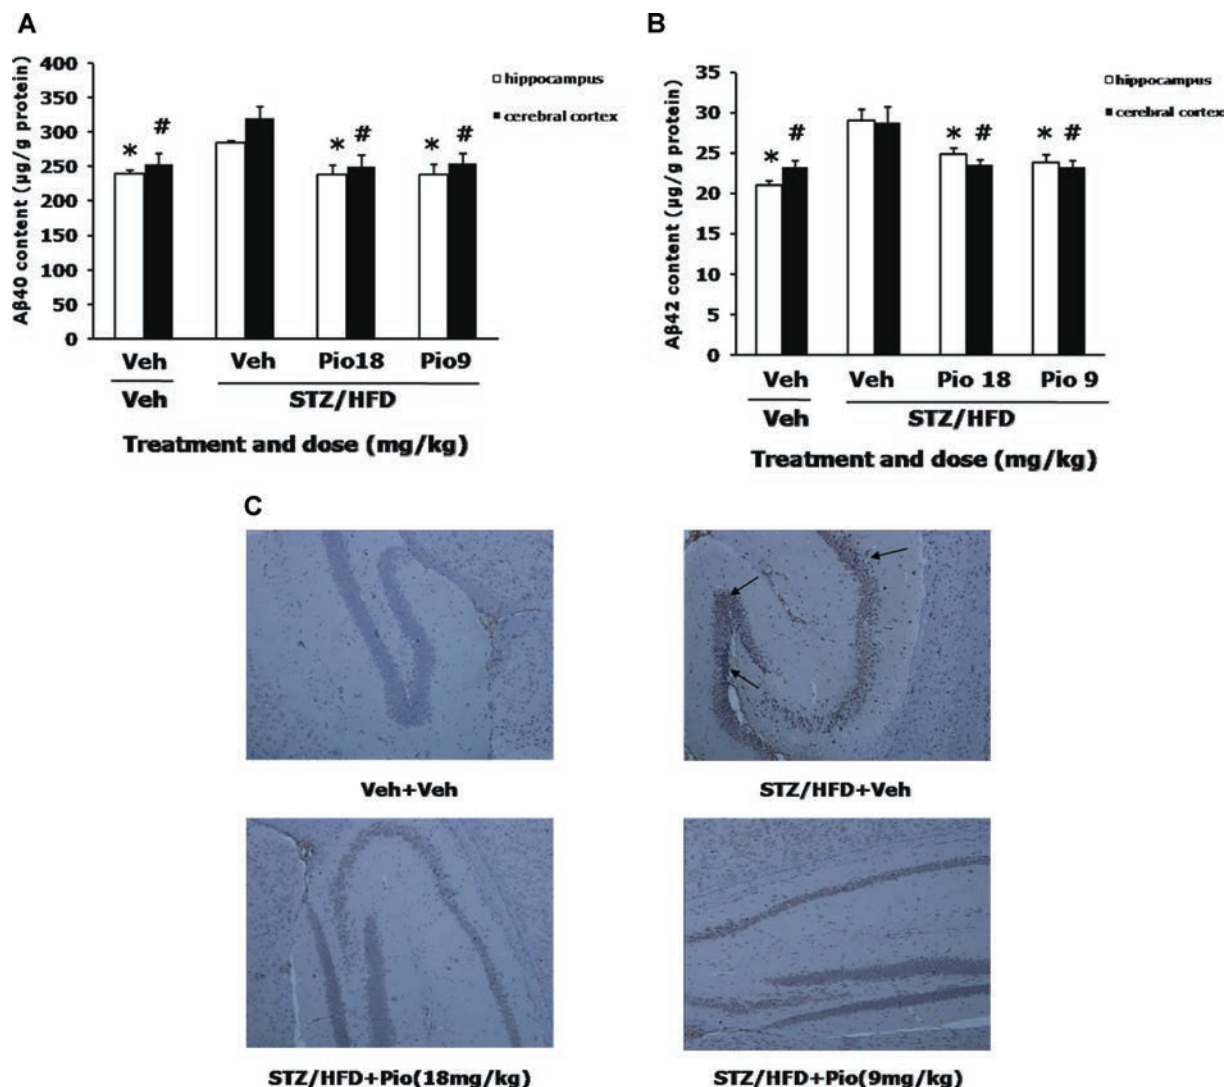 A
Aβ40 content (µg/g protein)
400
350
300
250
200
150
100
50
0
hippocampus
cerebral cortex
* # * # * #
Veh Veh Pio18 Pio9
Veh STZ/HFD
Treatment and dose (mg/kg)
B
Aβ42 content (µg/g protein)
35
30
25
20
15
10
5
0
hippocampus
cerebral cortex
* # * # * #
Veh Veh Pio 18 Pio 9
Veh STZ/HFD
Treatment and dose (mg/kg)
C
Veh+Veh
STZ/HFD+Veh
STZ/HFD+Pio(18mg/kg)
STZ/HFD+Pio(9mg/kg)